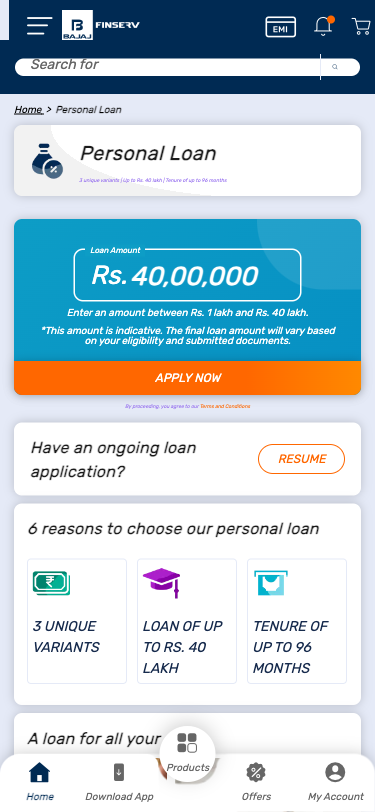 BAJAJ FINSERV
EMI
Search for
Home > Personal Loan
Personal Loan
3 unique variants | Up to Rs. 40 lakh | Tenure of up to 96 months
Loan Amount
Rs. 40,00,000
Enter an amount between Rs. 1 lakh and Rs. 40 lakh.
*This amount is indicative. The final loan amount will vary based
on your eligibility and submitted documents.
APPLY NOW
By proceeding, you agree to our Terms and Conditions
Have an ongoing loan
application?
RESUME
6 reasons to choose our personal loan
3 UNIQUE
VARIANTS
LOAN OF UP
TO RS. 40
LAKH
TENURE OF
UP TO 96
MONTHS
A loan for all your
Home
Download App
Products
Offers
My Account